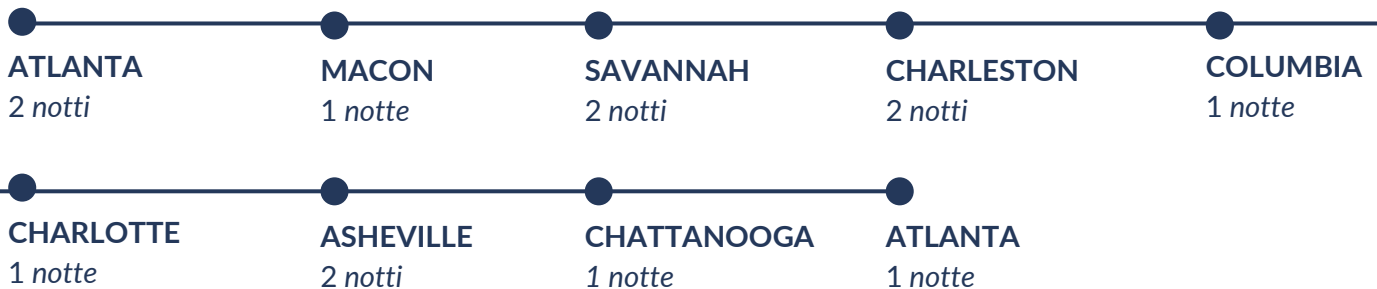 ATLANTA
2 notti
MACON
1 notte
SAVANNAH
2 notti
CHARLESTON
2 notti
COLUMBIA
1 notte
CHARLOTTE
1 notte
ASHEVILLE
2 notti
CHATTANOOGA
1 notte
ATLANTA
1 notte